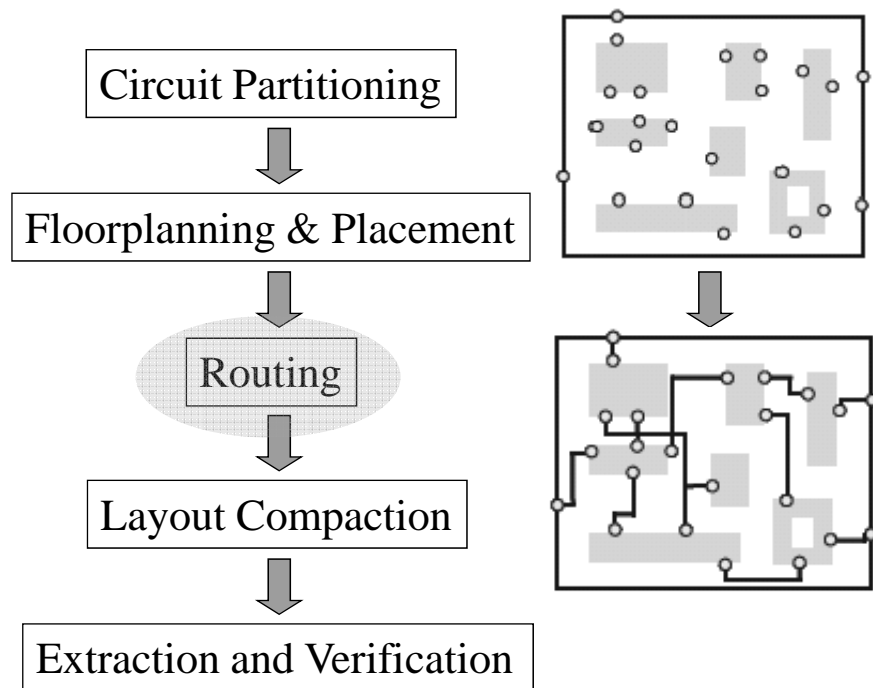 Circuit Partitioning
Floorplanning & Placement
Routing
Layout Compaction
Extraction and Verification